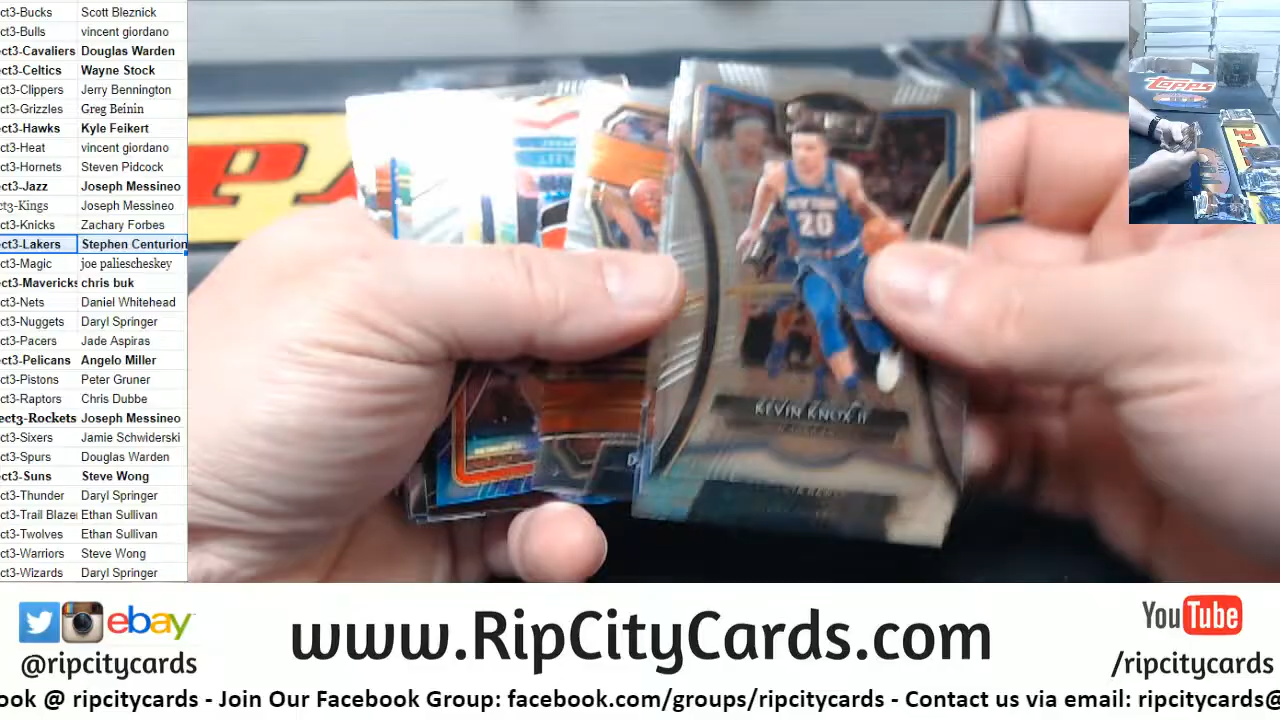 ct3-Bucks Scott Bleznick
ct3-Bulls vincent giordano
ct3-Cavaliers Douglas Warden
ct3-Celtics Wayne Stock
ct3-Clippers Jerry Bennington
ct3-Grizzles Greg Beinin
ct3-Hawks Kyle Feikert
ct3-Heat vincent giordano
ct3-Hornets Steven Pidcock
ct3-Jazz Joseph Messineo
ct3-Kings Joseph Messineo
ct3-Knicks Zachary Forbes
ct3-Lakers Stephen Centurion
ct3-Magic joe paliescheskey
ct3-Mavericks chris buk
ct3-Nets Daniel Whitehead
ct3-Nuggets Daryl Springer
ct3-Pacers Jade Aspiras
ct3-Pelicans Angelo Miller
ct3-Pistons Peter Gruner
ct3-Raptors Chris Dubbe
ect3-Rockets Joseph Messineo
ct3-Sixers Jamie Schwiderski
ct3-Spurs Douglas Warden
ct3-Suns Steve Wong
ct3-Thunder Daryl Springer
ct3-Trail Blazer Ethan Sullivan
ct3-Twolves Ethan Sullivan
ct3-Warriors Steve Wong
ct3-Wizards Daryl Springer
SELECT
NEW YORK
20
KEVIN KNOX II
Topps
ebay
@ripcitycards
www.RipCityCards.com
YouTube
/ripcitycards
ook @ ripcitycards - Join Our Facebook Group: facebook.com/groups/ripcitycards - Contact us via email: ripcitycards@